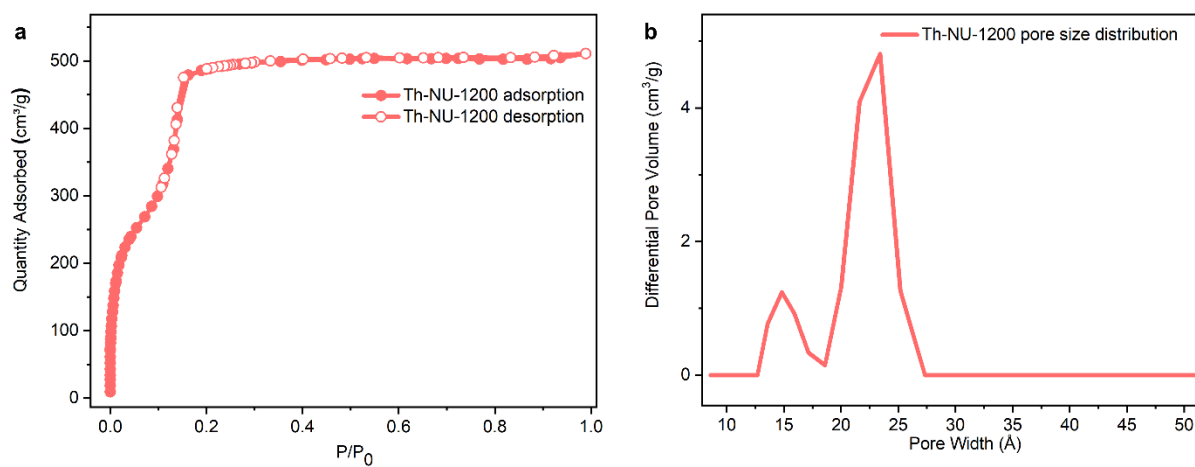 a
Quantity Adsorbed (cm³/g)
500
400
300
200
100
0
Th-NU-1200 adsorption
Th-NU-1200 desorption
0.0 0.2 0.4 0.6 0.8 1.0
P/P₀
b
Differential Pore Volume (cm³/g)
4
2
0
Th-NU-1200 pore size distribution
10 15 20 25 30 35 40 45 50
Pore Width (Å)